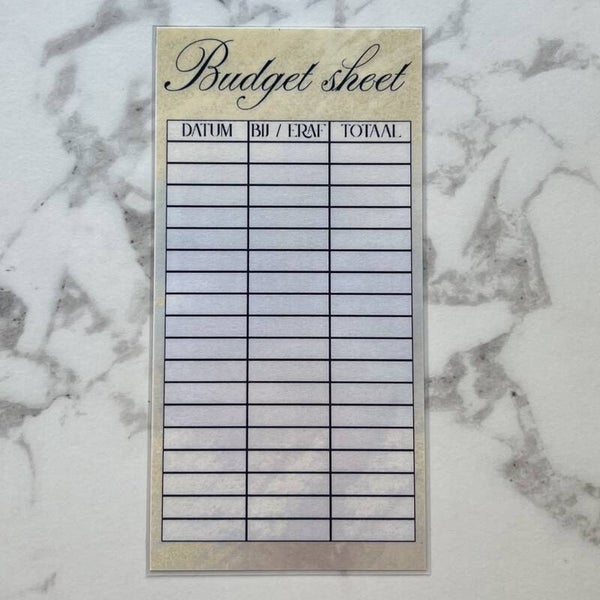 Budget sheet
DATUM BIJ / ERAF TOTAAL